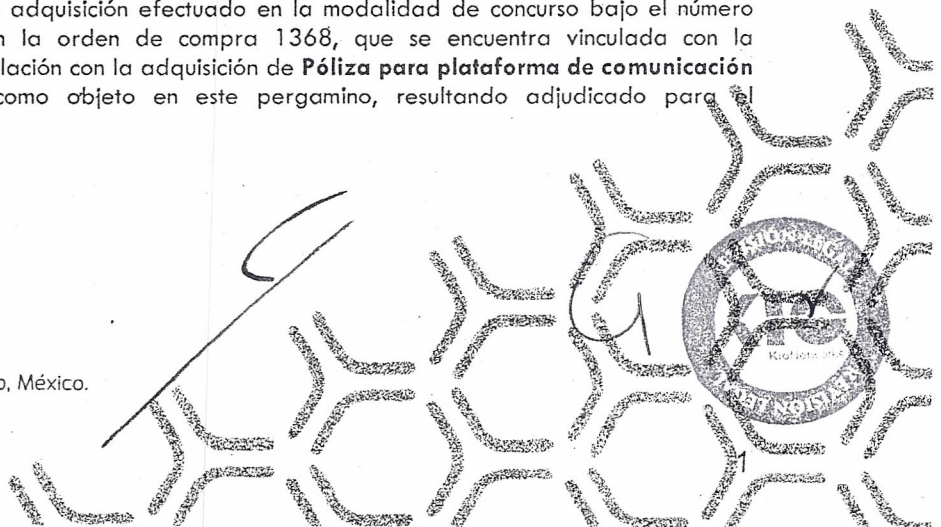 adquisición efectuado en la modalidad de concurso bajo el número
la orden de compra 1368, que se encuentra vinculada con la
lación con la adquisición de Póliza para plataforma de comunicación
como objeto en este pergamino, resultando adjudicado para el
o, México.
KioNetworks
1